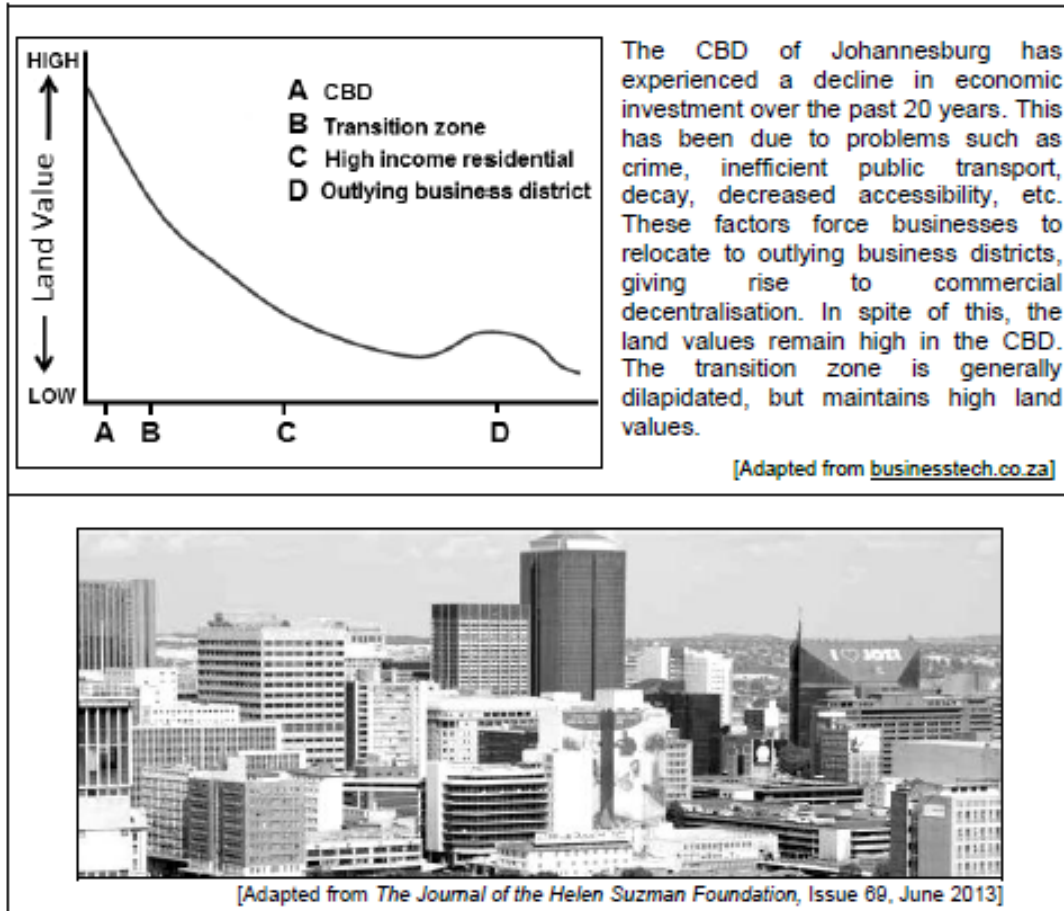 HIGH
Land Value
LOW
A CBD
B Transition zone
C High income residential
D Outlying business district
A B C D
The CBD of Johannesburg has
experienced a decline in economic
investment over the past 20 years. This
has been due to problems such as
crime, inefficient public transport,
decay, decreased accessibility, etc.
These factors force businesses to
relocate to outlying business districts,
giving rise to commercial
decentralisation. In spite of this, the
land values remain high in the CBD.
The transition zone is generally
dilapidated, but maintains high land
values.
[Adapted from businesstech.co.za]
I ♡ JOZI
[Adapted from The Journal of the Helen Suzman Foundation, Issue 69, June 2013]